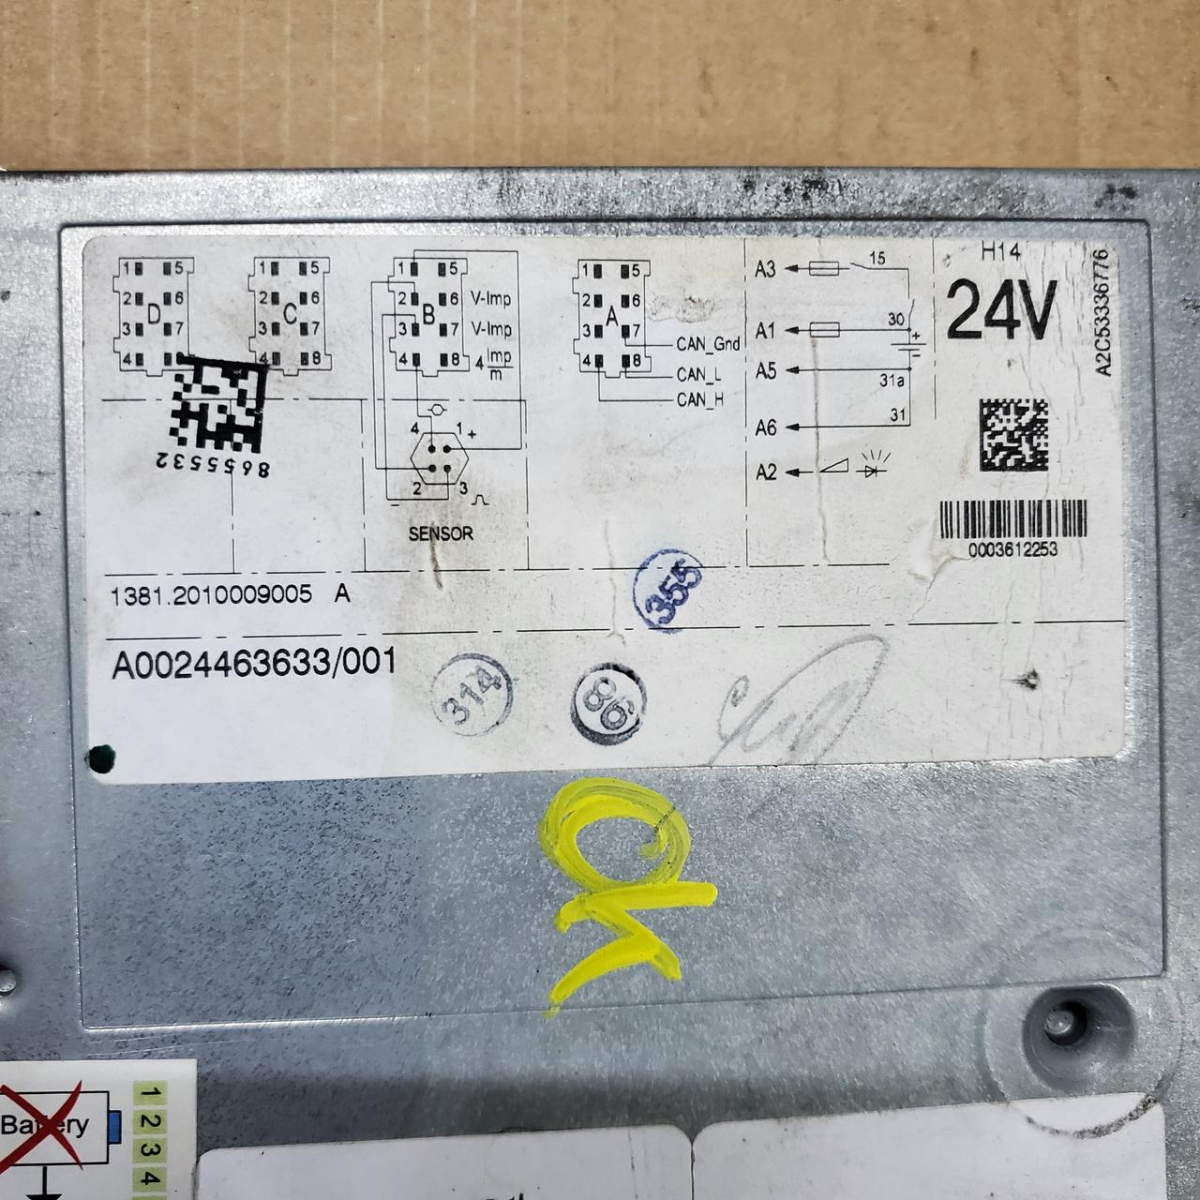 1 5
2 6
D
3 7
4
1 5
2 6
C
3 7
4 8
1 5
2 6 V-Imp
B
3 7 V-Imp
4 8 4 Imp
m
1 5
2 6
A
3 7
4 8
CAN_Gnd
CAN_L
CAN_H
4 1 +
2 3
−
SENSOR
A3 15
A1 30
+
−
A5 31a
A6 31
A2
H14
24V
A2C53336776
8655532
0003612253
1381.2010009005 A
355
A0024463633/001
314
86
OK
Battery
1
2
3
4